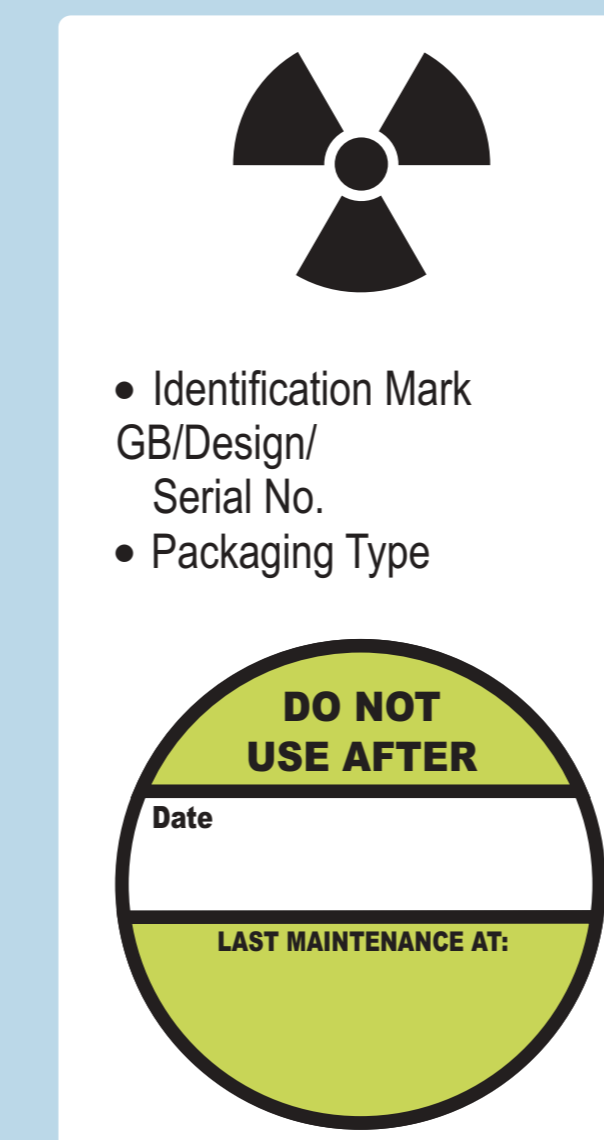 • Identification Mark
GB/Design/
Serial No.
• Packaging Type
DO NOT
USE AFTER
Date
LAST MAINTENANCE AT: